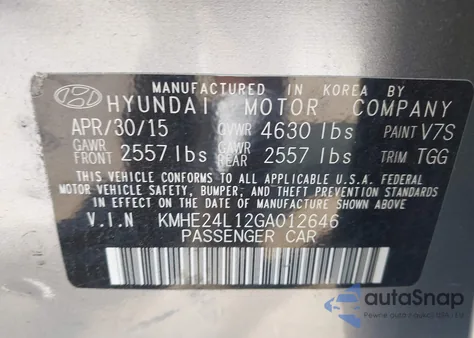 MANUFACTURED IN KOREA BY
HYUNDAI MOTOR COMPANY
APR/30/15 GVWR 4630 lbs PAINT V7S
GAWR FRONT 2557 lbs GAWR REAR 2557 lbs TRIM TGG
THIS VEHICLE CONFORMS TO ALL APPLICABLE U.S.A. FEDERAL
MOTOR VEHICLE SAFETY, BUMPER, AND THEFT PREVENTION STANDARDS
IN EFFECT ON THE DATE OF MANUFACTURE SHOWN ABOVE
V.I.N KMHE24L12GA012646
PASSENGER CAR
autoSnap
Pewne auto z